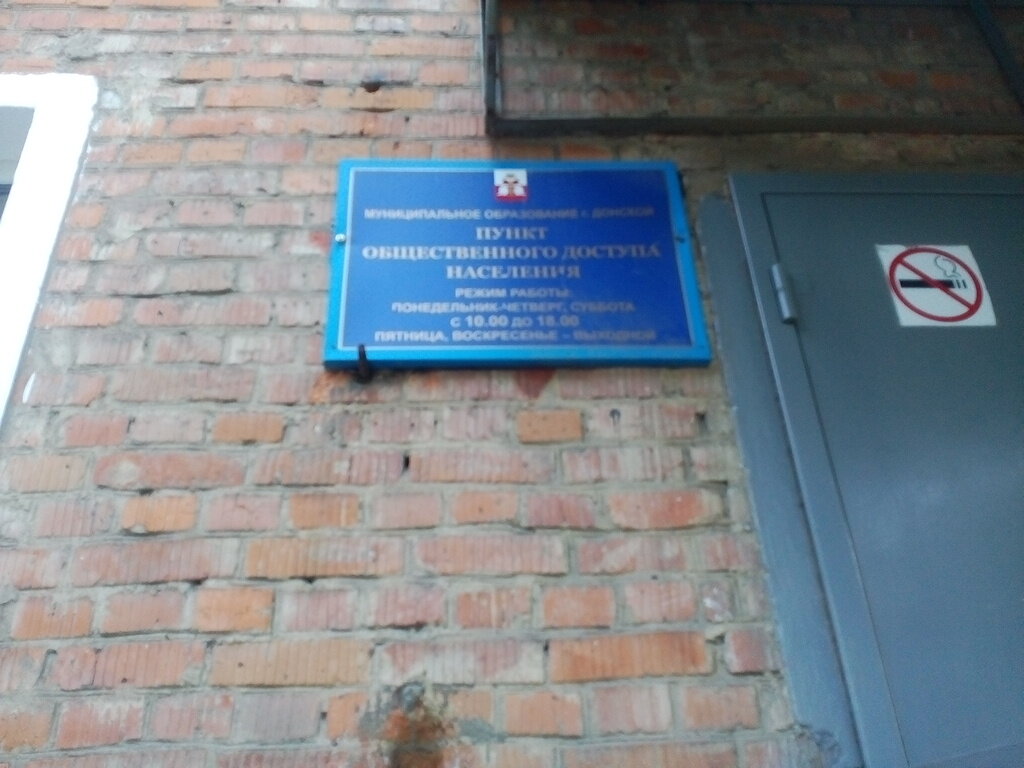 МУНИЦИПАЛЬНОЕ ОБРАЗОВАНИЕ г. ДОНСКОЙ
ПУНКТ
ОБЩЕСТВЕННОГО ДОСТУПА
НАСЕЛЕНИЯ
РЕЖИМ РАБОТЫ:
ПОНЕДЕЛЬНИК-ЧЕТВЕРГ, СУББОТА
с 10.00 до 18.00
ПЯТНИЦА, ВОСКРЕСЕНЬЕ – ВЫХОДНОЙ